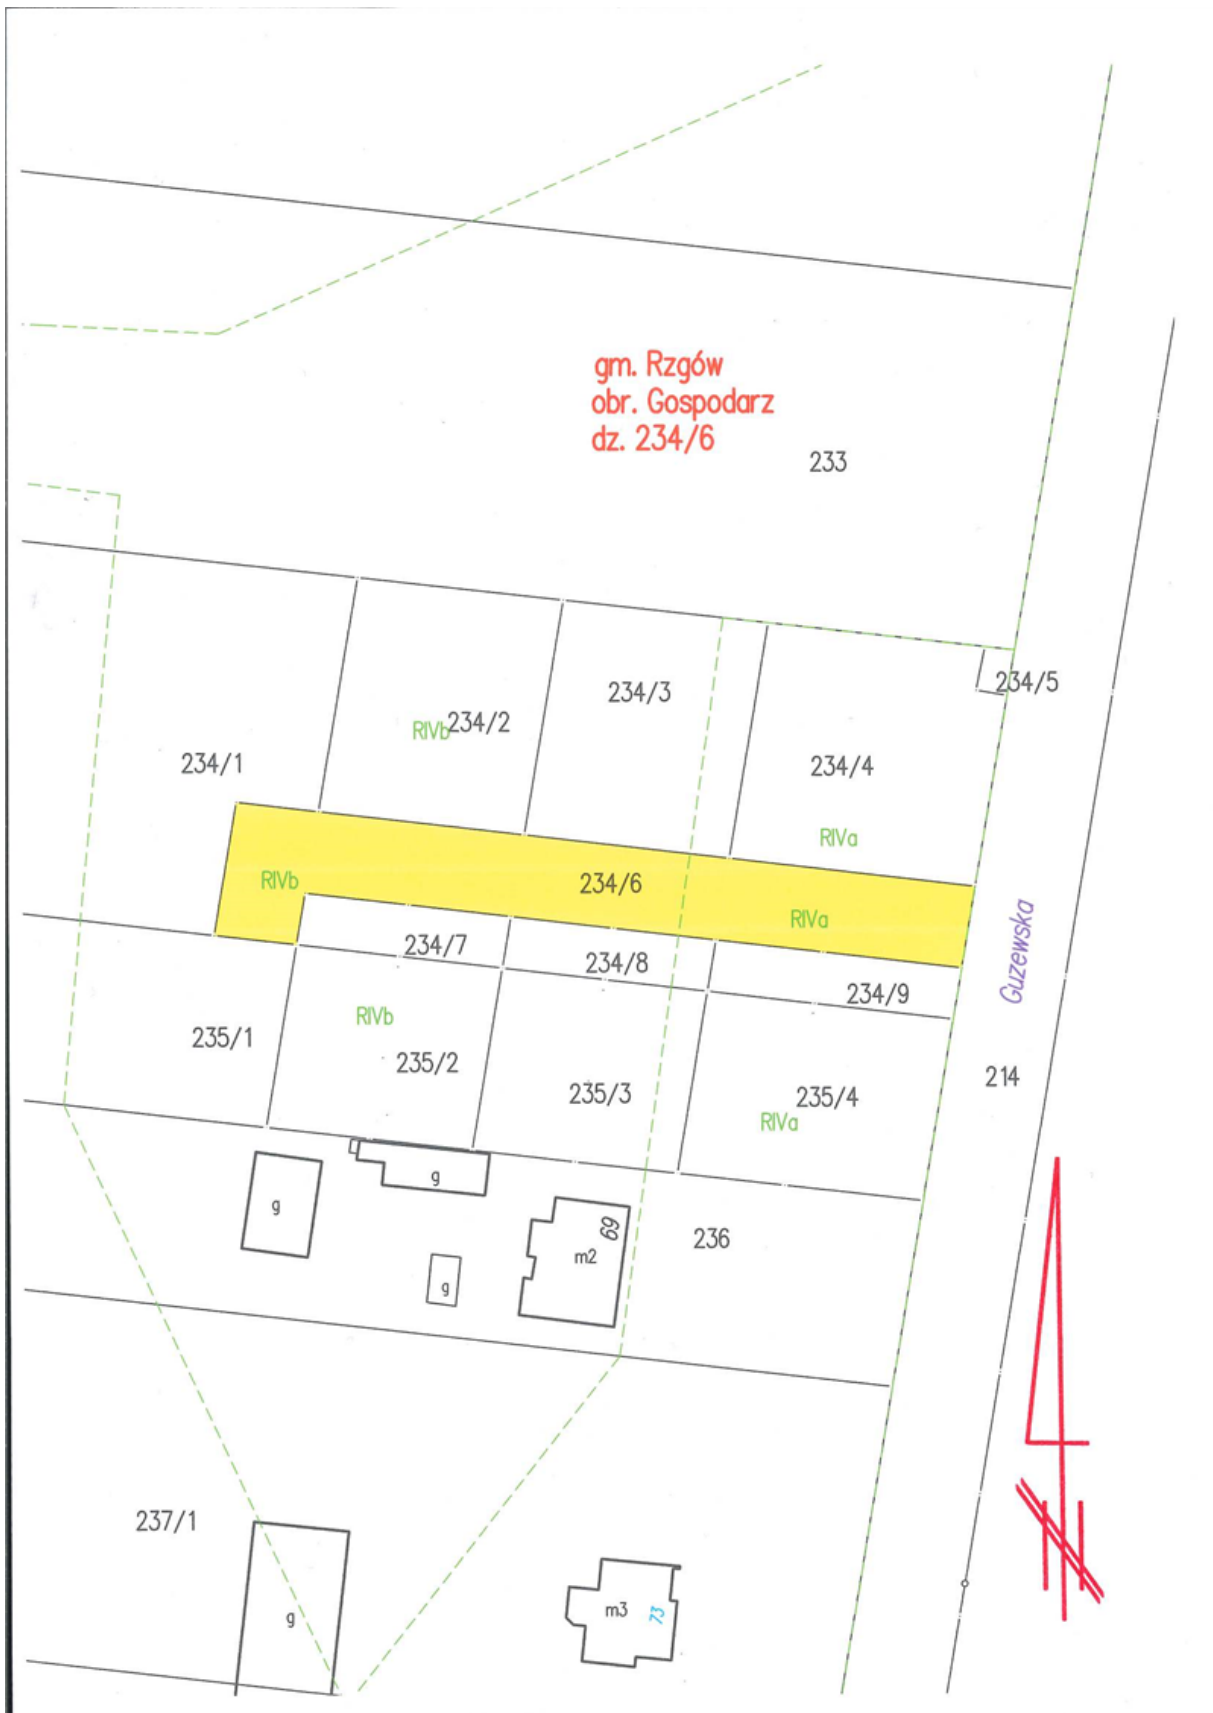 gm. Rzgów
obr. Gospodarz
dz. 234/6
233
234/5
234/3
234/2
RIVb
234/1
234/4
RIVa
234/6
RIVb
RIVa
Guzewska
234/7
234/8
234/9
RIVb
235/1
235/2
235/3
235/4
RIVa
214
g
g
69
m2
236
g
237/1
g
m3
73